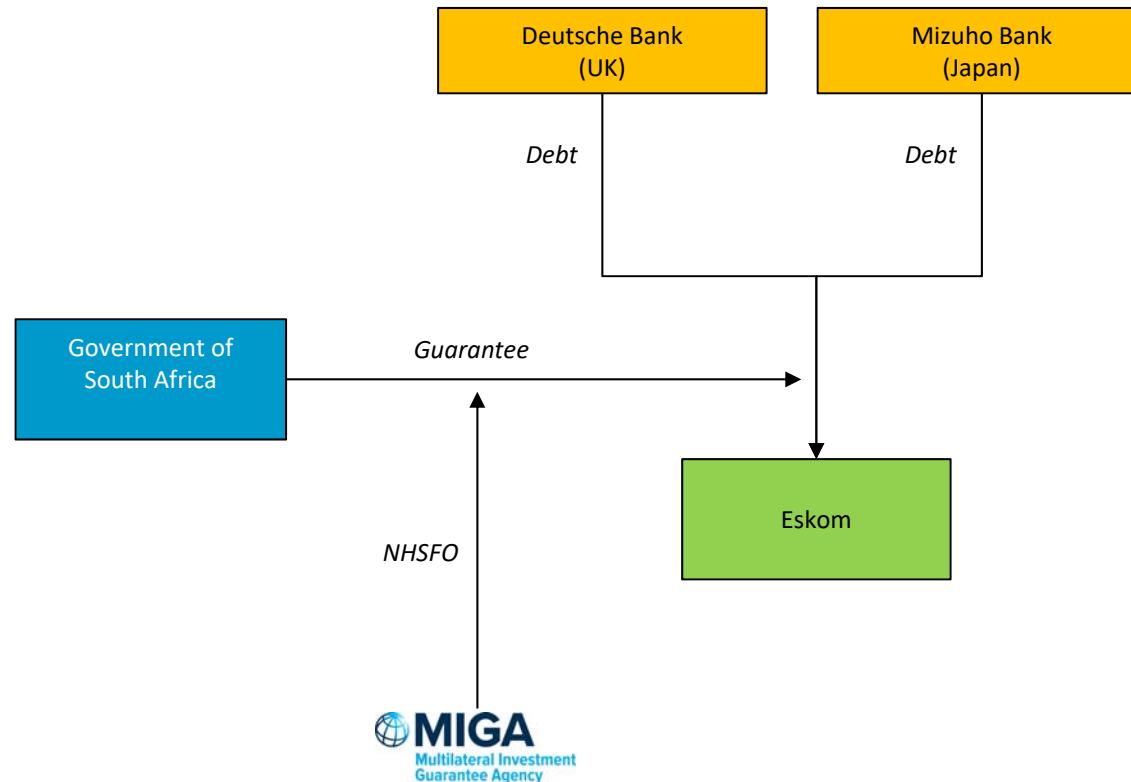 Deutsche Bank
(UK)
Mizuho Bank
(Japan)
Debt
Debt
Government of
South Africa
Guarantee
Eskom
NHSFO
MIGA
Multilateral Investment
Guarantee Agency